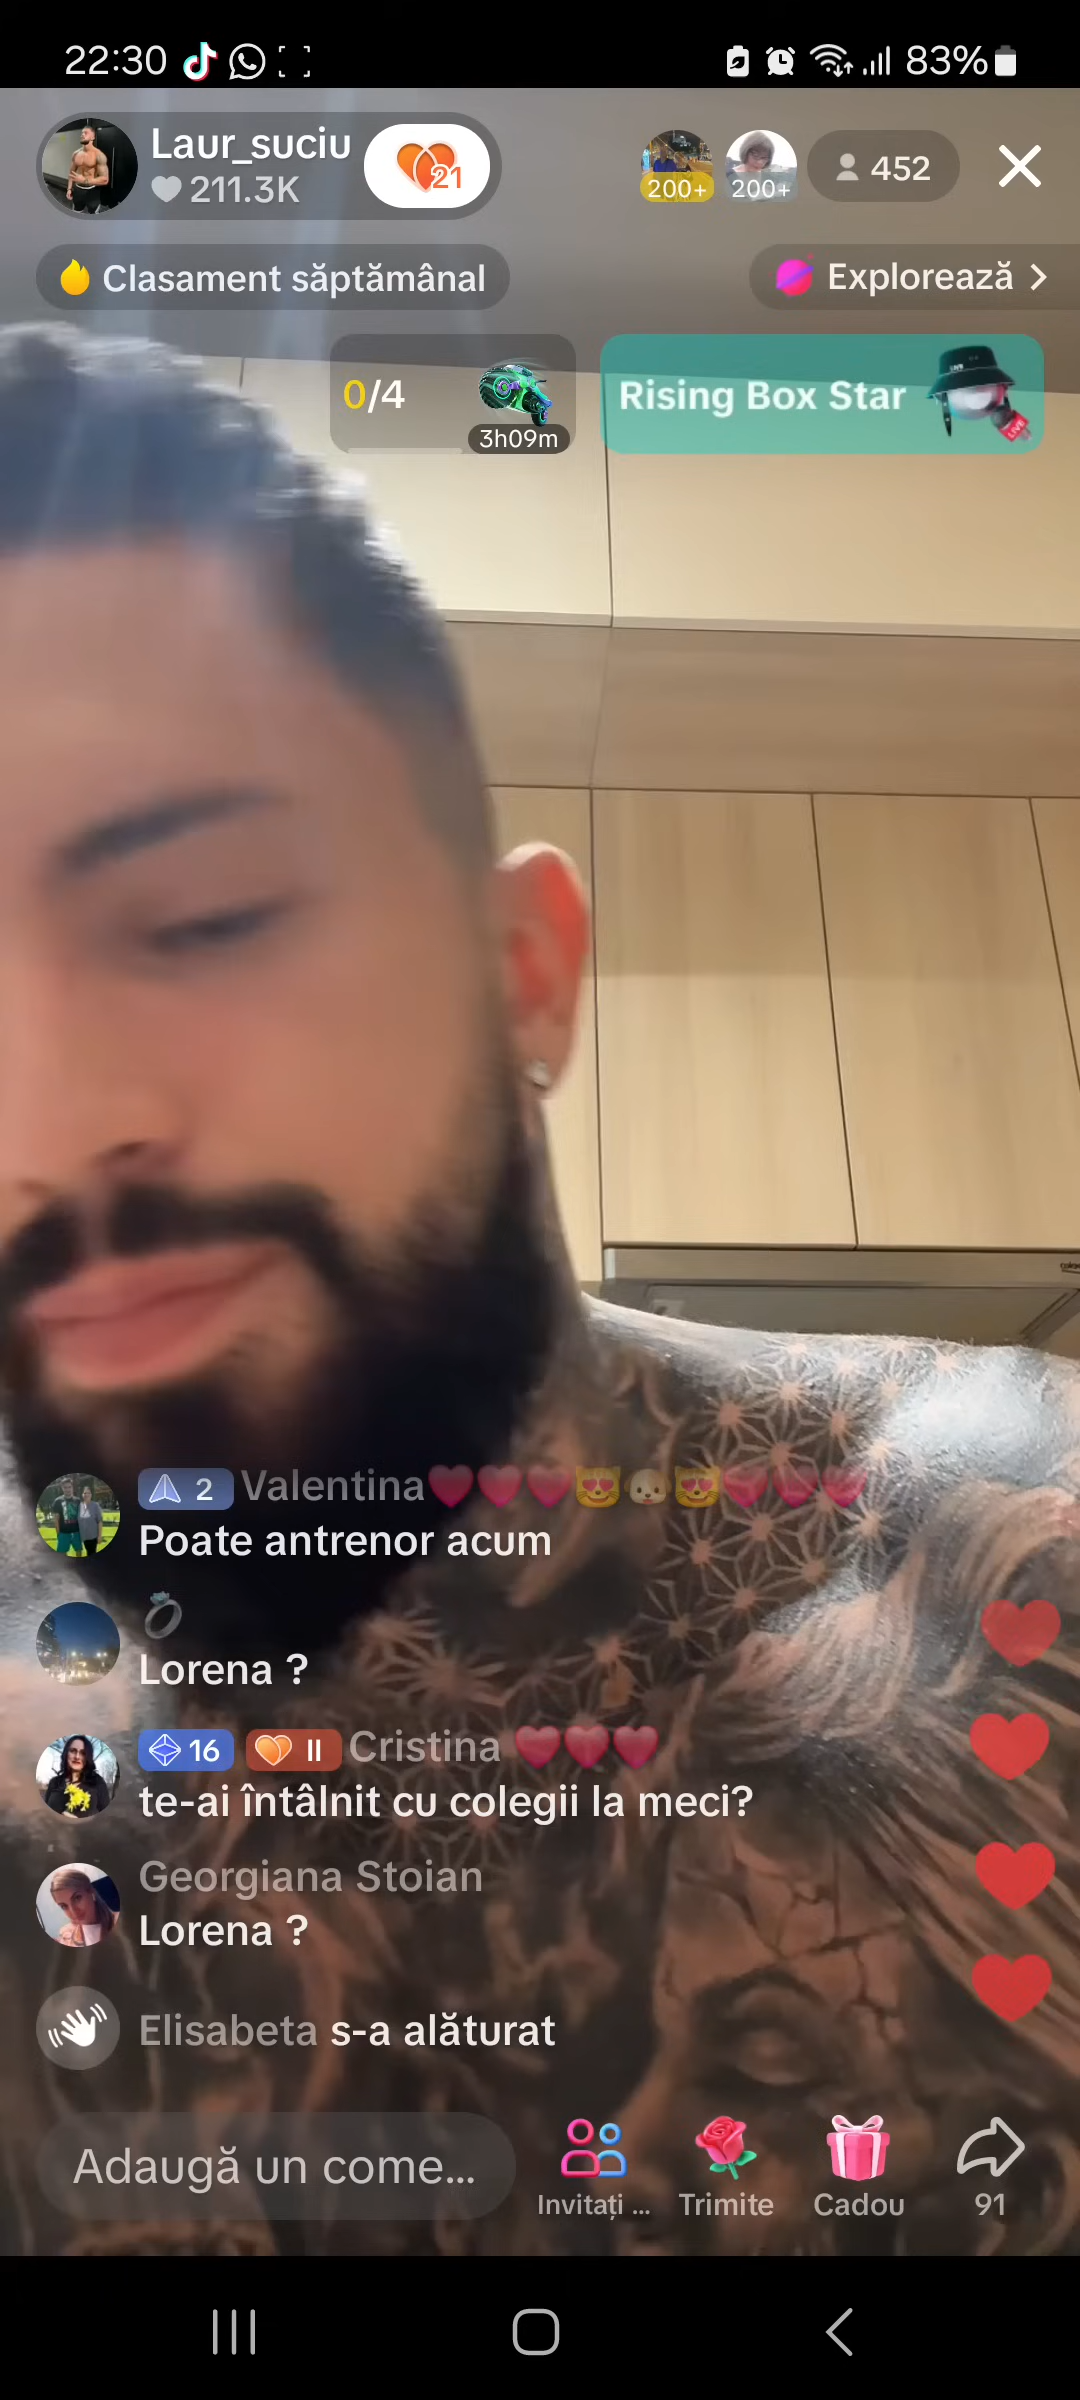 22:30
83%
Laur_suciu
211.3K
21
200+
200+
452
Clasament săptămânal
Explorează
0/4
3h09m
Rising Box Star
LIVE
2 Valentina❤️❤️❤️😻🐶😻❤️❤️❤️
Poate antrenor acum
💍
Lorena ?
16 II Cristina ❤️❤️❤️
te-ai întâlnit cu colegii la meci?
Georgiana Stoian
Lorena ?
Elisabeta s-a alăturat
Adaugă un come...
Invitați ...
Trimite
Cadou
91